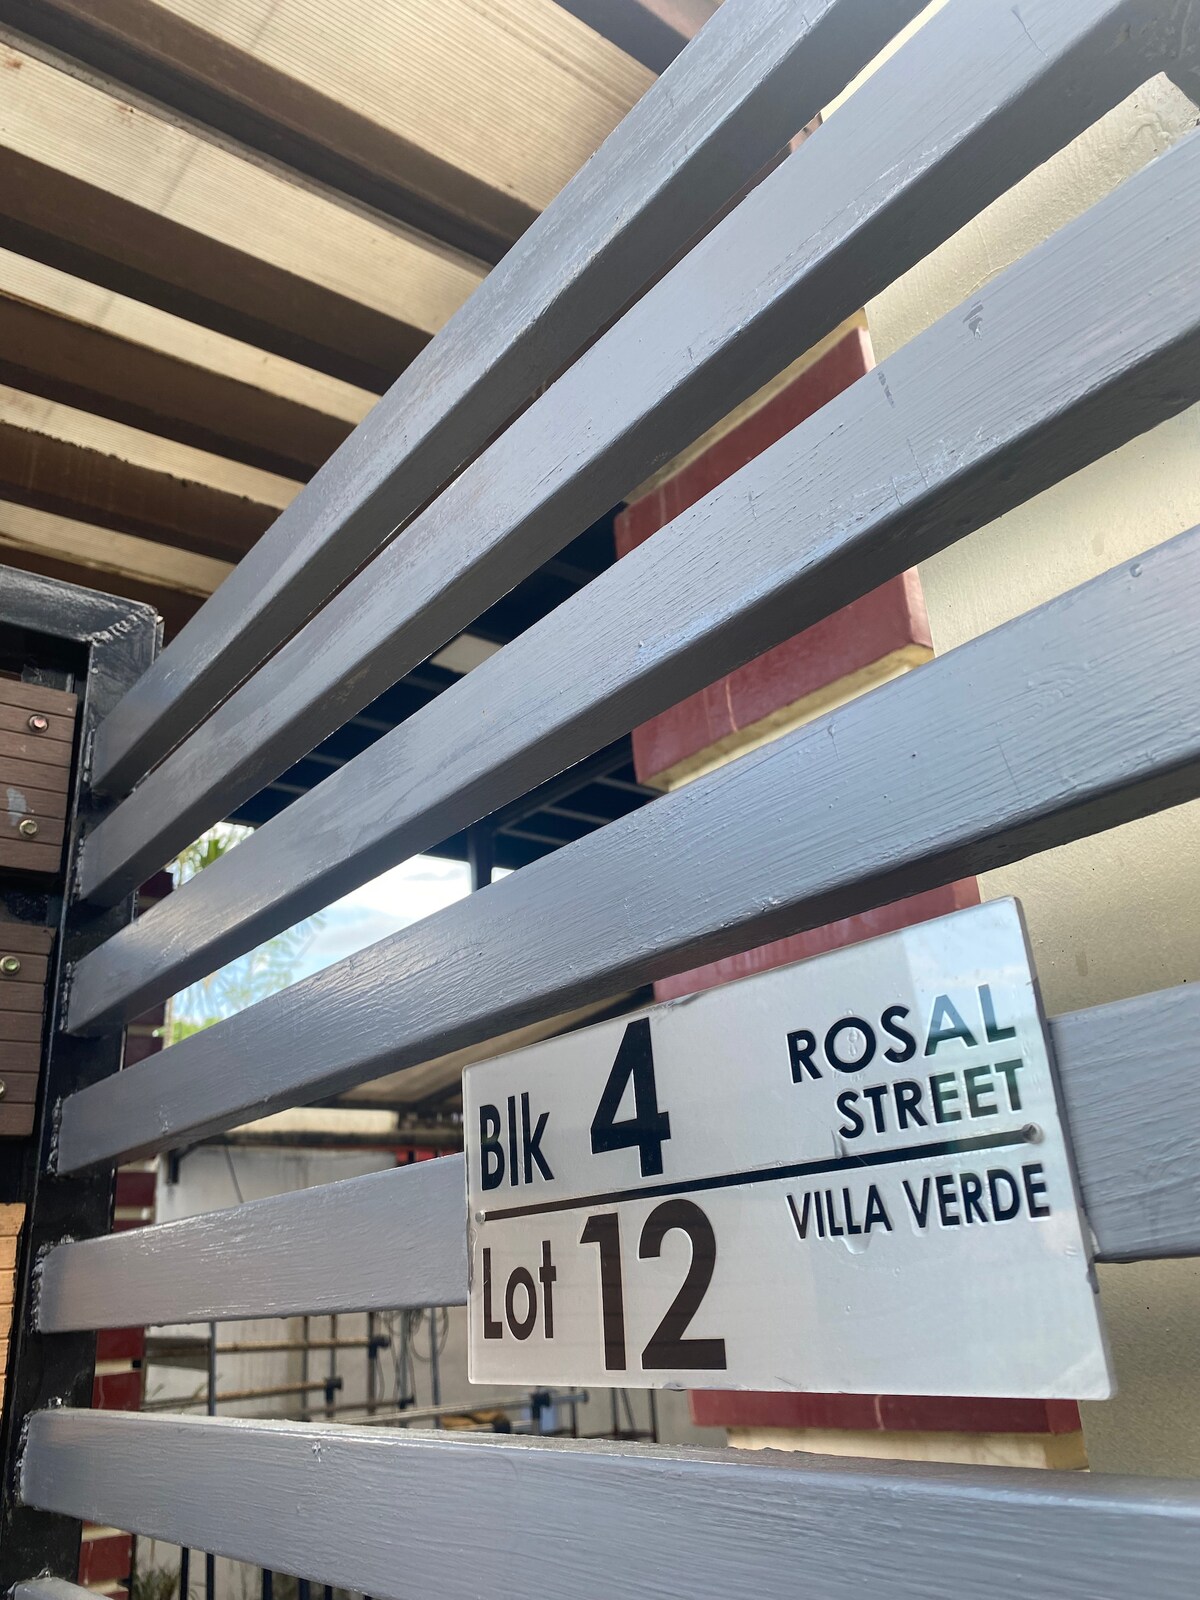 Blk 4
Lot 12
ROSAL
STREET
VILLA VERDE